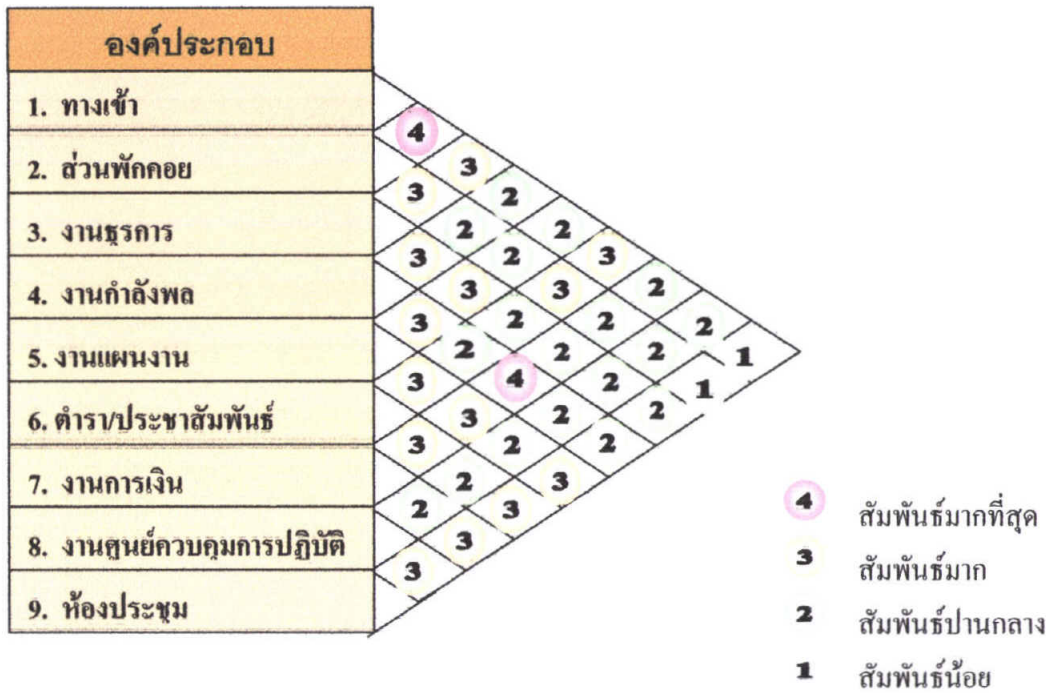 องค์ประกอบ
1. ทางเข้า
4
2. ส่วนพักคอย 3
3 2
3. งานธุรการ 2 2
3 2 3
4. งานกำลังพล 3 3 2
3 2 2 2
5. งานแผนงาน 2 2 2 1
3 4 2 1
6. ตำรา/ประชาสัมพันธ์ 3 2 2
3 2 2
7. งานการเงิน 2 3
2 3
8. งานศูนย์ควบคุมการปฏิบัติ 3
3
9. ห้องประชุม
4 สัมพันธ์มากที่สุด
3 สัมพันธ์มาก
2 สัมพันธ์ปานกลาง
1 สัมพันธ์น้อย